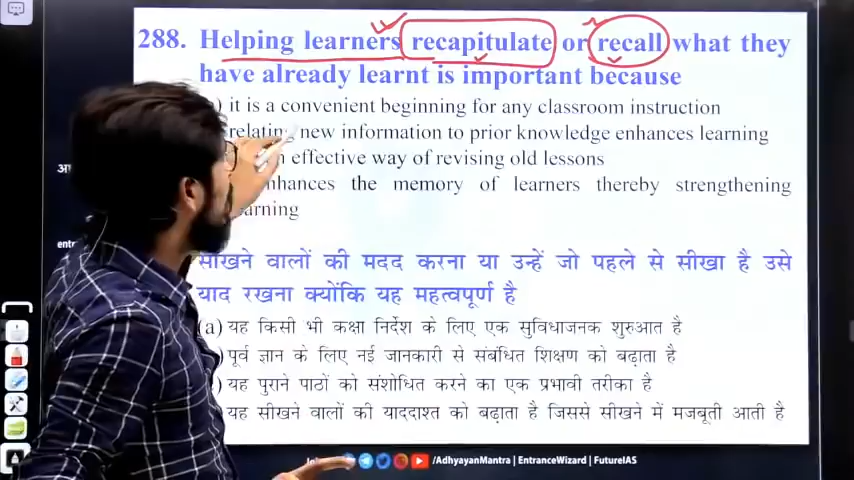 288. Helping learners recapitulate or recall what they
have already learnt is important because
) it is a convenient beginning for any classroom instruction
relating new information to prior knowledge enhances learning
effective way of revising old lessons
enhances the memory of learners thereby strengthening
learning
सीखने वालों की मदद करना या उन्हें जो पहले से सीखा है उसे
याद रखना क्योंकि यह महत्वपूर्ण है
(a) यह किसी भी कक्षा निर्देश के लिए एक सुविधाजनक शुरुआत है
) पूर्व ज्ञान के लिए नई जानकारी से संबंधित शिक्षण को बढ़ाता है
) यह पुराने पाठों को संशोधित करने का एक प्रभावी तरीका है
यह सीखने वालों की याददाश्त को बढ़ाता है जिससे सीखने में मजबूती आती है
/AdhyayanMantra | EntranceWizard | FutureIAS